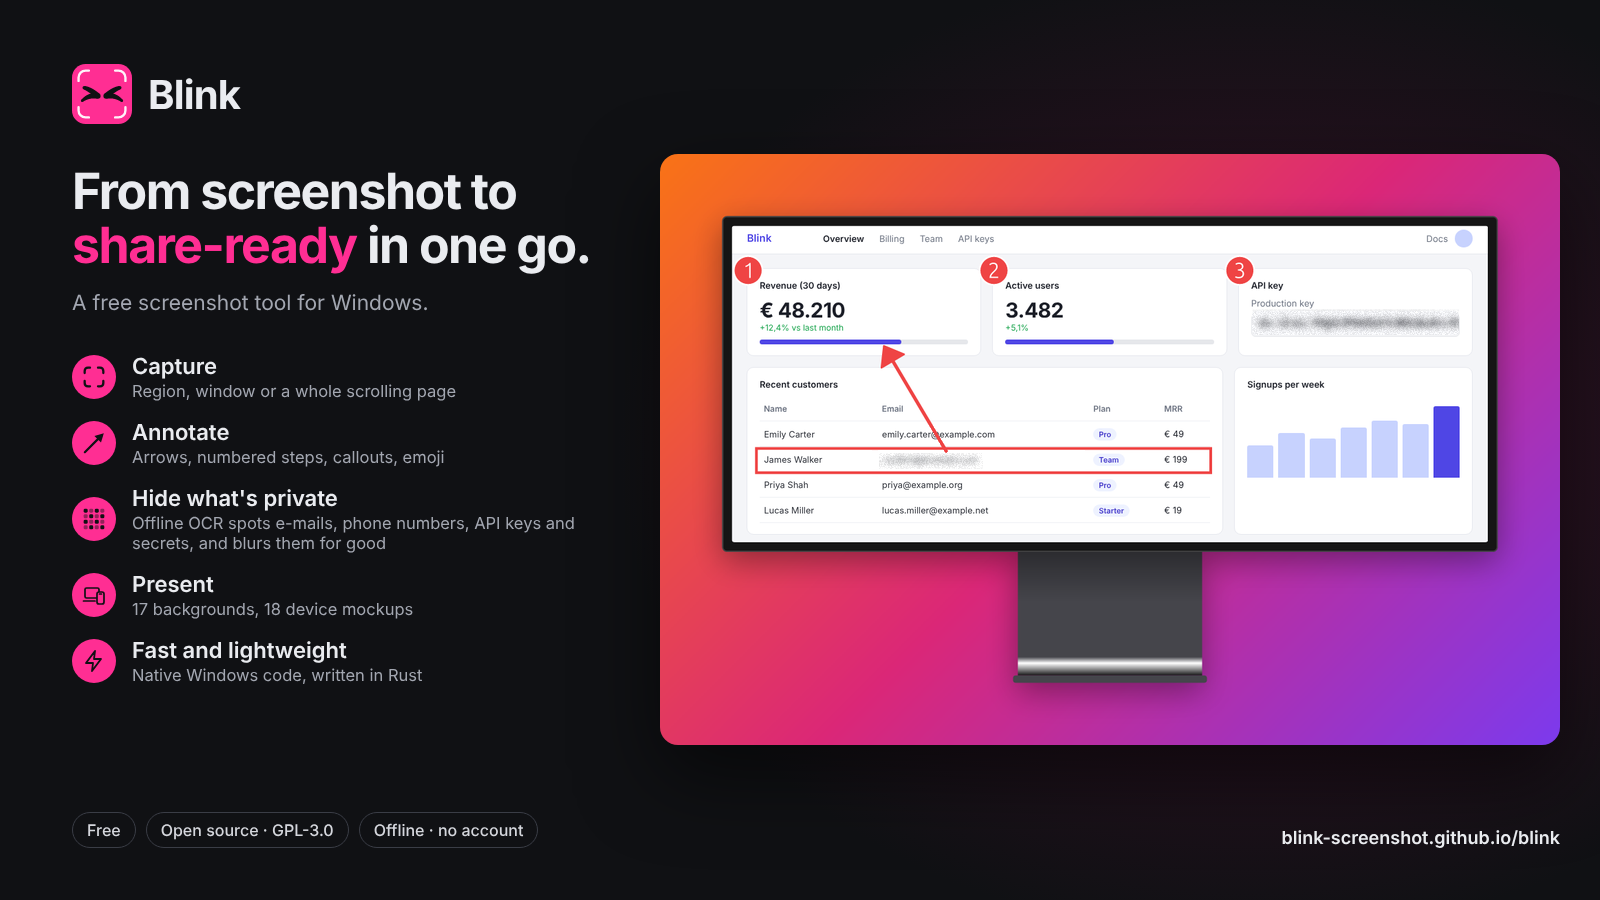 Blink
From screenshot to
share-ready in one go.
A free screenshot tool for Windows.
Capture
Region, window or a whole scrolling page
Annotate
Arrows, numbered steps, callouts, emoji
Hide what's private
Offline OCR spots e-mails, phone numbers, API keys and
secrets, and blurs them for good
Present
17 backgrounds, 18 device mockups
Fast and lightweight
Native Windows code, written in Rust
Free
Open source · GPL-3.0
Offline · no account
Blink Overview Billing Team API keys Docs
1 2 3
Revenue (30 days)
€ 48.210
+12,4% vs last month
Active users
3.482
+5,1%
API key
Production key
Recent customers
Name Email Plan MRR
Emily Carter emily.carter@example.com Pro € 49
James Walker Team € 199
Priya Shah priya@example.org Pro € 49
Lucas Miller lucas.miller@example.net Starter € 19
Signups per week
blink-screenshot.github.io/blink